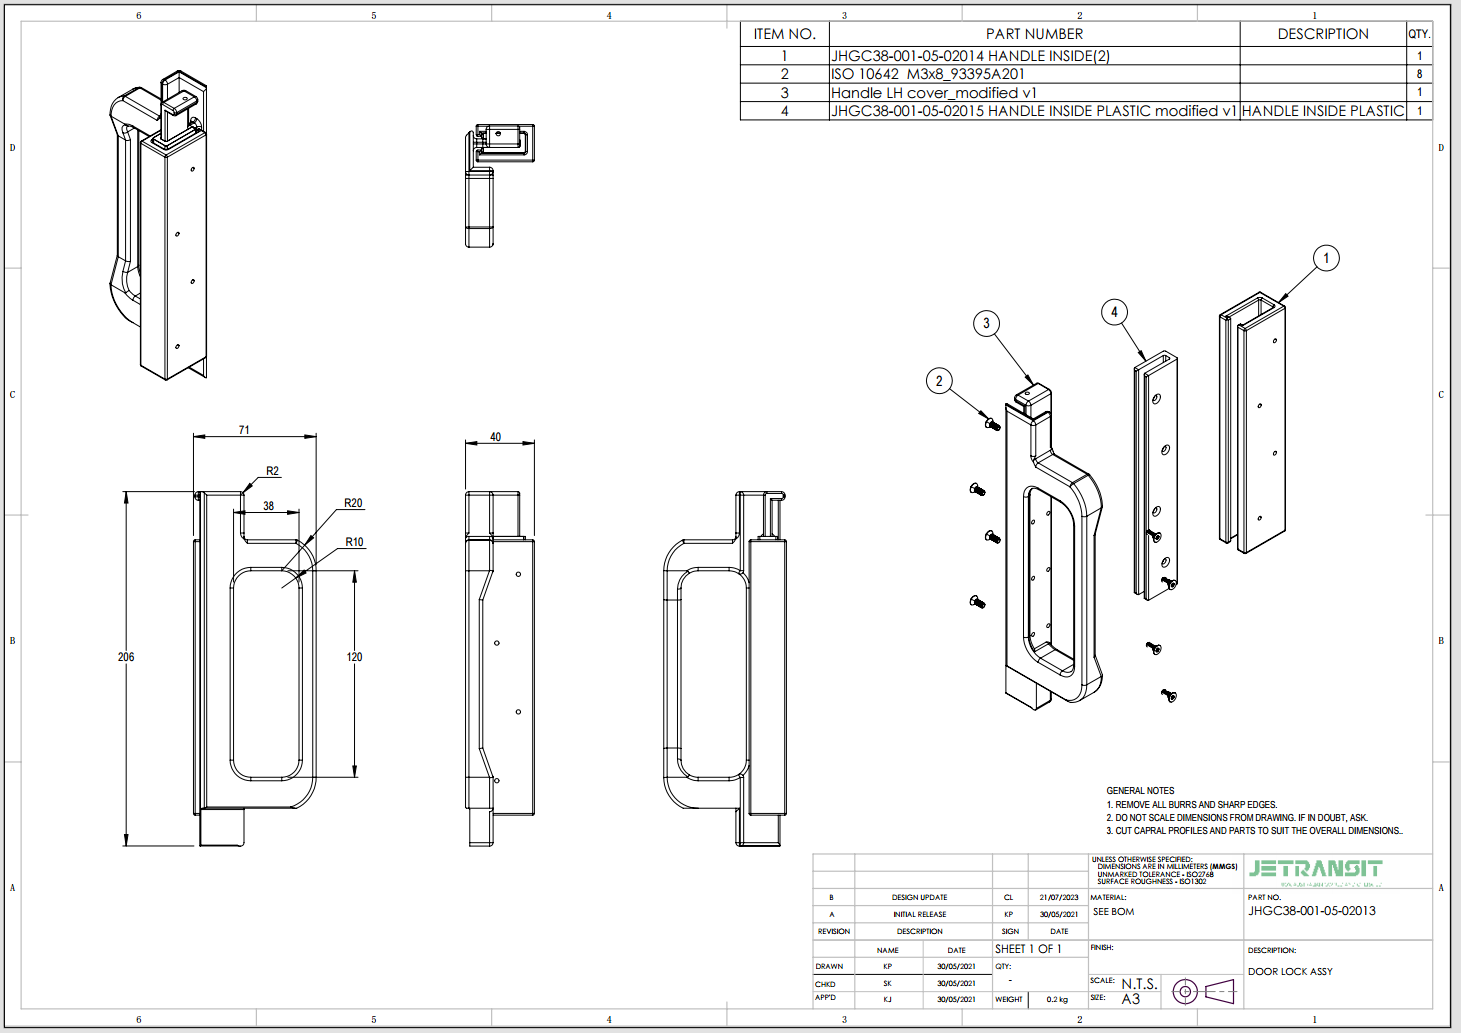 6 5 4 3 2 1
ITEM NO. PART NUMBER DESCRIPTION QTY.
1 JHGC38-001-05-02014 HANDLE INSIDE(2) 1
2 ISO 10642 M3x8_93395A201 8
3 Handle LH cover_modified v1 1
4 JHGC38-001-05-02015 HANDLE INSIDE PLASTIC modified v1 HANDLE INSIDE PLASTIC 1
D D
1
4
3
2
C C
71
40
R2
38
R20
R10
206
120
B B
GENERAL NOTES
1. REMOVE ALL BURRS AND SHARP EDGES.
2. DO NOT SCALE DIMENSIONS FROM DRAWING. IF IN DOUBT, ASK.
3. CUT CAPRAL PROFILES AND PARTS TO SUIT THE OVERALL DIMENSIONS..
UNLESS OTHERWISE SPECIFIED:
DIMENSIONS ARE IN MILLIMETERS (MMGS)
UNMARKED TOLERANCE - ISO2768
SURFACE ROUGHNESS - ISO1302
JETRANSIT
A A
B DESIGN UPDATE CL 21/07/2023
A INITIAL RELEASE KP 30/05/2021
REVISION DESCRIPTION SIGN DATE
MATERIAL:
SEE BOM
PART NO.
JHGC38-001-05-02013
NAME DATE
DRAWN KP 30/05/2021
CHKD SK 30/05/2021
APP'D KJ 30/05/2021
SHEET 1 OF 1
QTY:
-
WEIGHT 0.2 kg
FINISH:
SCALE: N.T.S.
SIZE: A3
DESCRIPTION:
DOOR LOCK ASSY
6 5 4 3 2 1